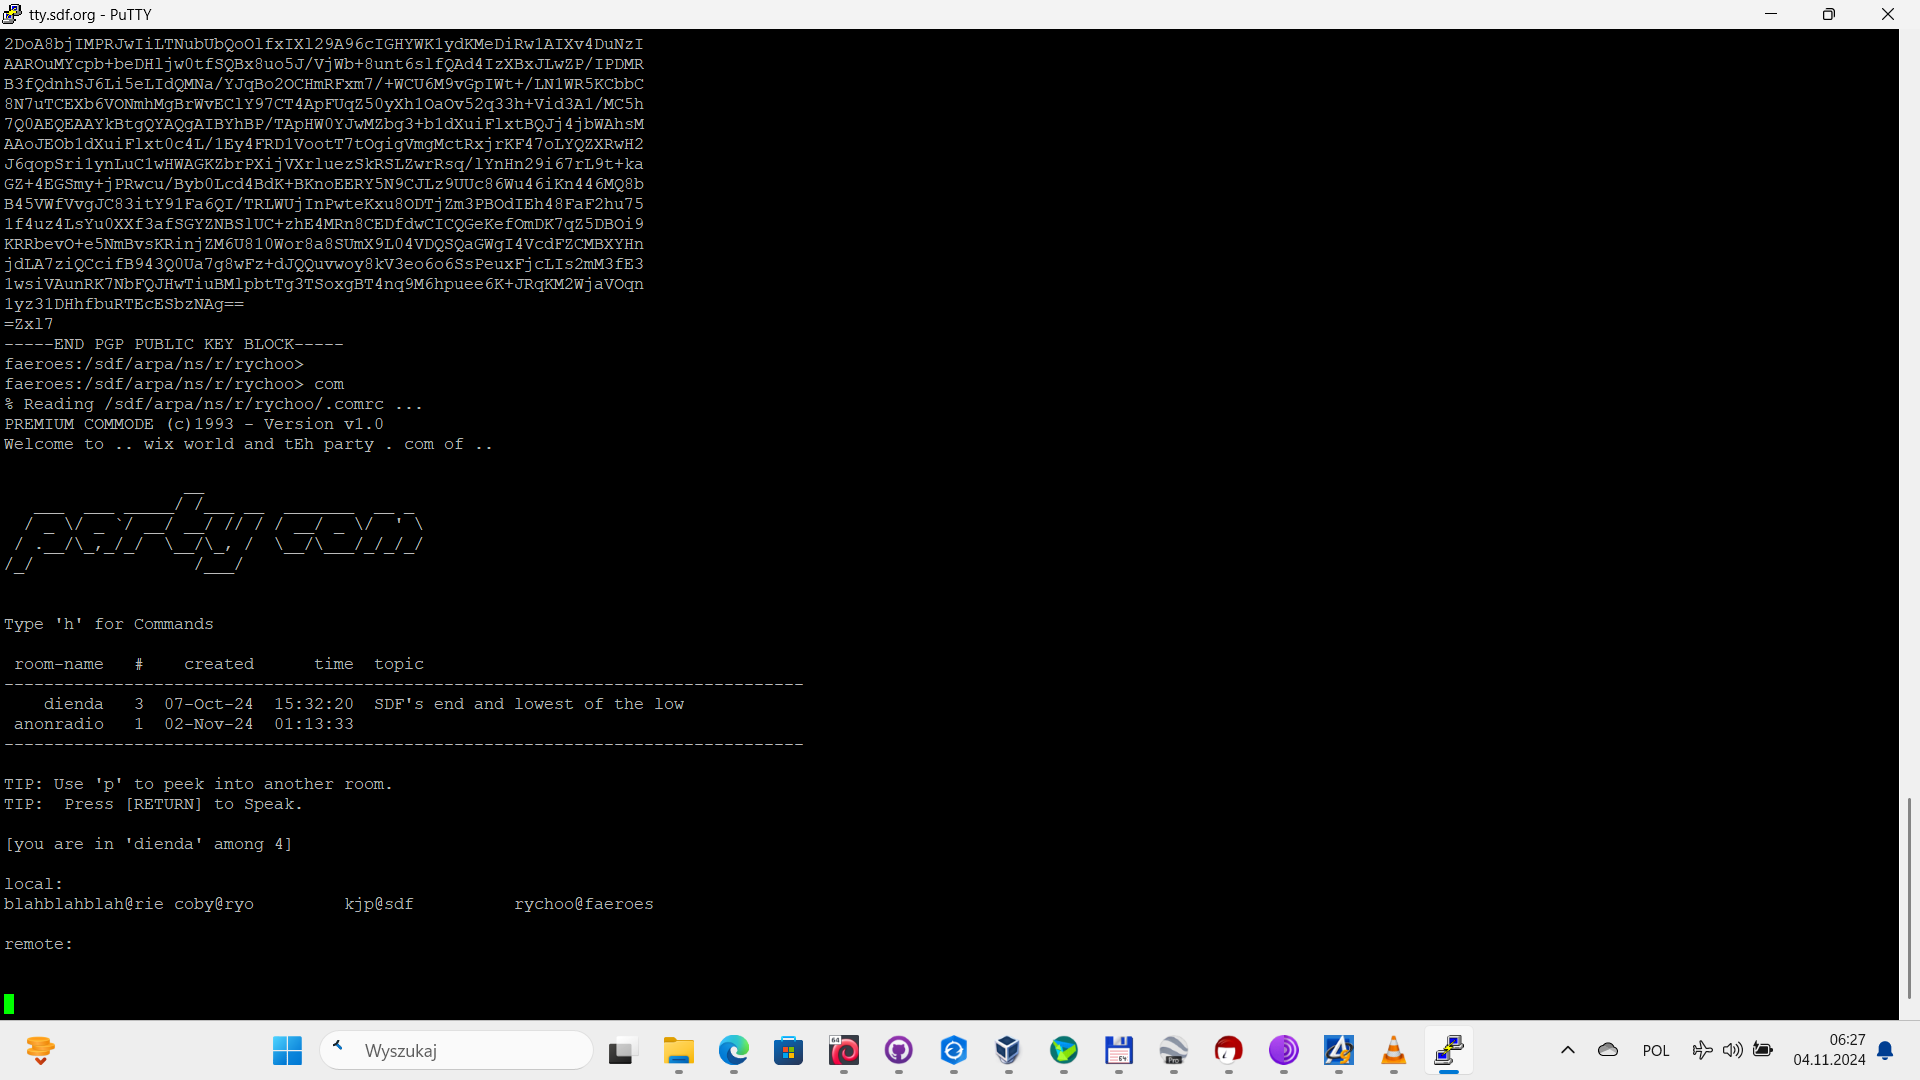 tty.sdf.org - PuTTY
2DoA8bjIMPRJwIiLTNubUbQoOlfxIXl29A96cIGHYWK1ydKMeDiRw1AIXv4DuNzI
AAROuMYcpb+beDHljw0tfSQBx8uo5J/VjWb+8unt6slfQAd4IzXBxJLwZP/IPDMR
B3fQdnhSJ6Li5eLIdQMNa/YJqBo2OCHmRFxm7/+WCU6M9vGpIWt+/LN1WR5KCbbC
8N7uTCEXb6VONmhMgBrWvEClY97CT4ApFUqZ50yXh1OaOv52q33h+Vid3A1/MC5h
7Q0AEQEAAYkBtgQYAQgAIBYhBP/TApHW0YJwMZbg3+b1dXuiFlxtBQJj4jbWAhsM
AAoJEOb1dXuiFlxt0c4L/1Ey4FRD1VootT7tOgigVmgMctRxjrKF47oLYQZXRwH2
J6qopSri1ynLuC1wHWAGKZbrPXijVXrluezSkRSLZwrRsq/lYnHn29i67rL9t+ka
GZ+4EGSmy+jPRwcu/Byb0Lcd4BdK+BKnoEERY5N9CJLz9UUc86Wu46iKn446MQ8b
B45VWfVvgJC83itY91Fa6QI/TRLWUjInPwteKxu8ODTjZm3PBOdIEh48FaF2hu75
1f4uz4LsYu0XXf3afSGYZNBSlUC+zhE4MRn8CEDfdwCICQGeKefOmDK7qZ5DBOi9
KRRbevO+e5NmBvsKRinjZM6U810Wor8a8SUmX9L04VDQSQaGWgI4VcdFZCMBXYHn
jdLA7ziQCcifB943Q0Ua7g8wFz+dJQQuvwoy8kV3eo6o6SsPeuxFjcLIs2mM3fE3
1wsiVAunRK7NbFQJHwTiuBMlpbtTg3TSoxgBT4nq9M6hpuee6K+JRqKM2WjaVOqn
1yz31DHhfbuRTEcESbzNAg==
=Zxl7
-----END PGP PUBLIC KEY BLOCK-----
faeroes:/sdf/arpa/ns/r/rychoo>
faeroes:/sdf/arpa/ns/r/rychoo> com
% Reading /sdf/arpa/ns/r/rychoo/.comrc ...
PREMIUM COMMODE (c)1993 - Version v1.0
Welcome to .. wix world and tEh party . com of ..
party com
Type 'h' for Commands
room-name # created time topic
dienda 3 07-Oct-24 15:32:20 SDF's end and lowest of the low
anonradio 1 02-Nov-24 01:13:33
TIP: Use 'p' to peek into another room.
TIP: Press [RETURN] to Speak.
[you are in 'dienda' among 4]
local:
blahblahblah@rie coby@ryo kjp@sdf rychoo@faeroes
remote:
Wyszukaj
64
64
Pro
POL
06:27
04.11.2024